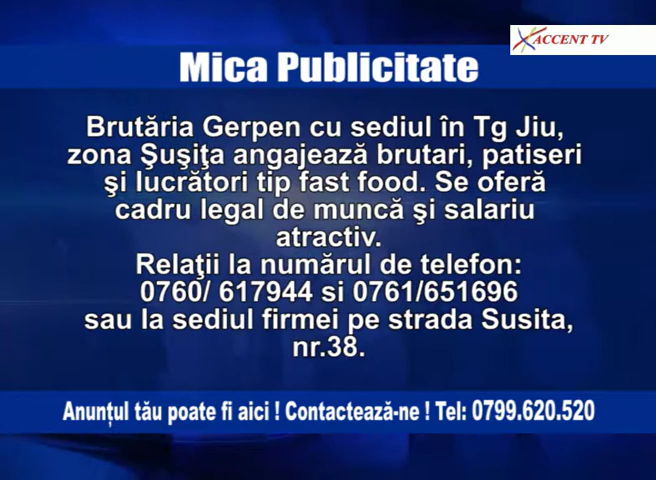 ACCENT TV
Mica Publicitate
Brutăria Gerpen cu sediul în Tg Jiu,
zona Şuşiţa angajează brutari, patiseri
şi lucrători tip fast food. Se oferă
cadru legal de muncă şi salariu
atractiv.
Relaţii la numărul de telefon:
0760/ 617944 si 0761/651696
sau la sediul firmei pe strada Susita,
nr.38.
Anunțul tău poate fi aici ! Contactează-ne ! Tel: 0799.620.520